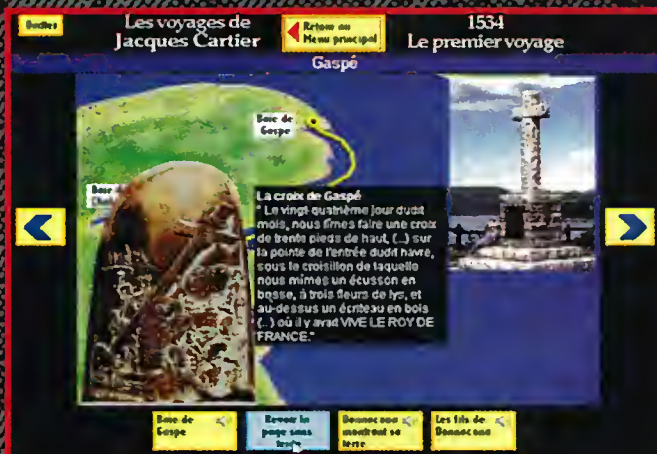 Les voyages de
Jacques Cartier
Retour au
Menu principal
1534
Le premier voyage
Gaspé
Baie de
Gaspe
Baie
La croix de Gaspé
" Le vingt quatrième jour dudit
mois, nous fîmes faire une croix
de trente pieds de haut, (...) sur
la pointe de l'entrée dudit havre,
sous le croisillon de laquelle
nous mîmes un écusson en
bosse, à trois fleurs de lys, et
au-dessus un écriteau en bois
(...) où il y avait VIVE LE ROY DE
FRANCE."
Baie de
Gaspe
Revoir la
page sans
texte
Donnacona
montrant sa
terre
Les fils de
Donnacona